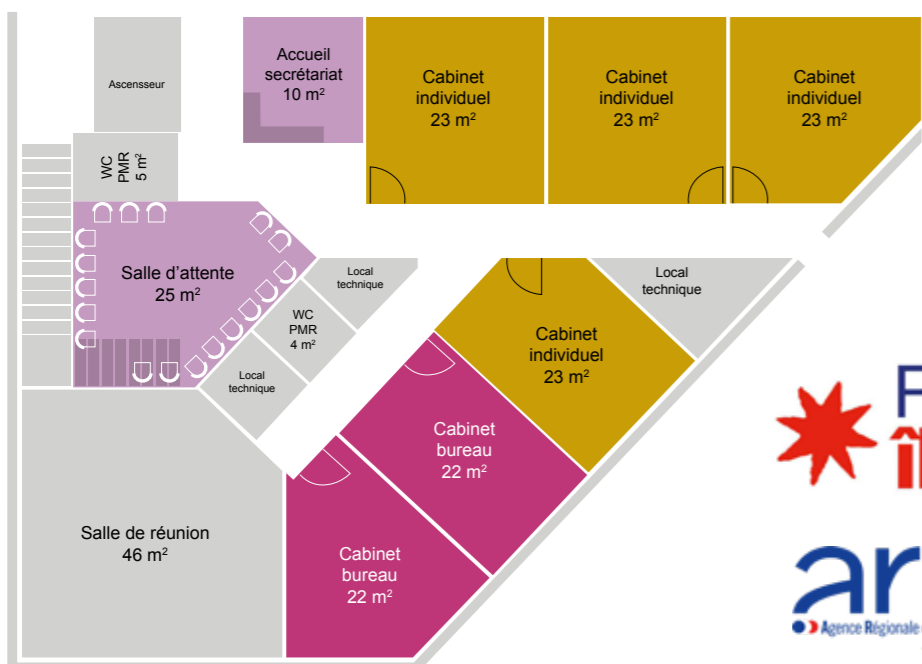 Ascensseur
Accueil
secrétariat
10 m²
Cabinet
individuel
23 m²
Cabinet
individuel
23 m²
Cabinet
individuel
23 m²
WC
PMR
5 m²
Salle d'attente
25 m²
Local
technique
WC
PMR
4 m²
Local
technique
Local
technique
Cabinet
individuel
23 m²
Cabinet
bureau
22 m²
Cabinet
bureau
22 m²
Salle de réunion
46 m²
ar
Agence Régionale